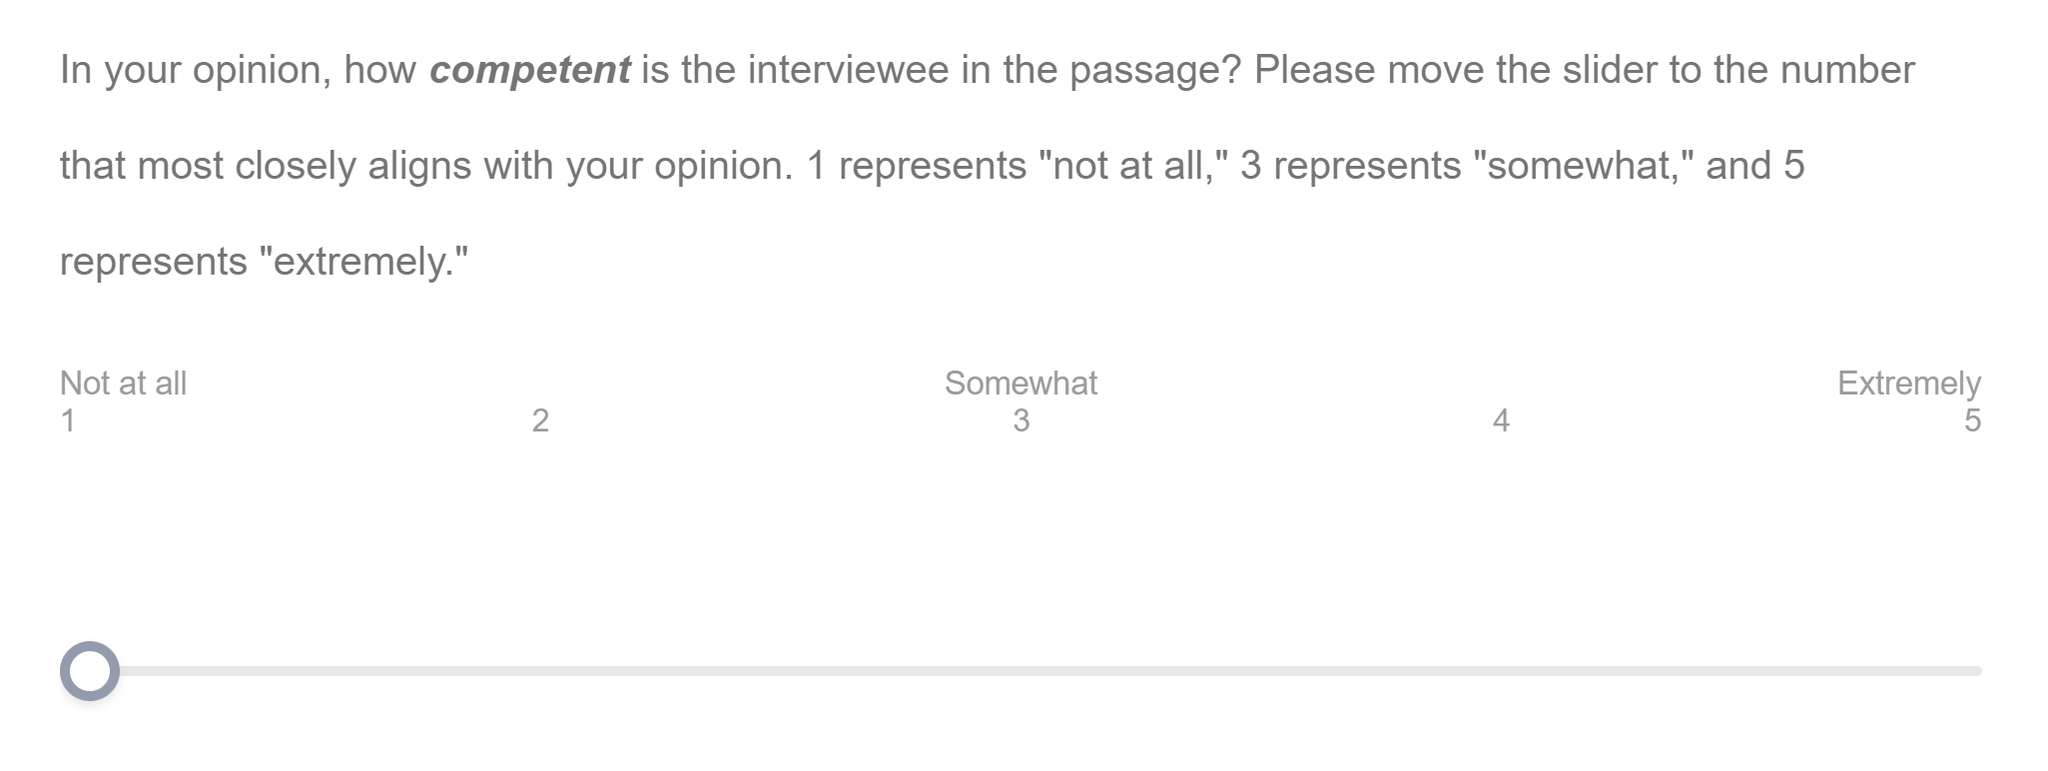 In your opinion, how competent is the interviewee in the passage? Please move the slider to the number
that most closely aligns with your opinion. 1 represents "not at all," 3 represents "somewhat," and 5
represents "extremely."
Not at all Somewhat Extremely
1 2 3 4 5